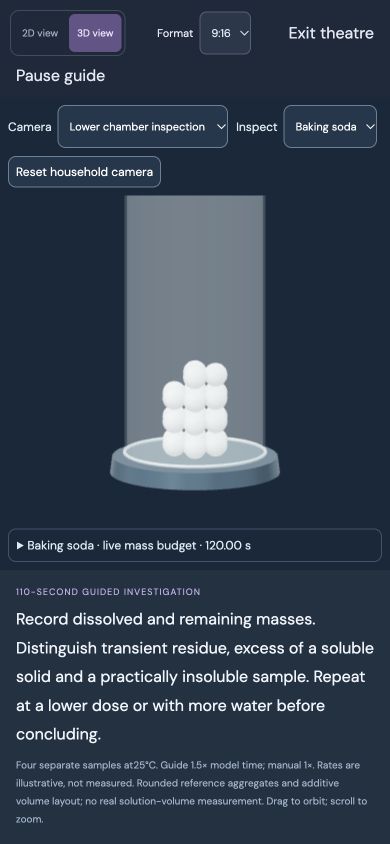 2D view 3D view Format 9:16 Exit theatre
Pause guide
Camera Lower chamber inspection Inspect Baking soda
Reset household camera
▶ Baking soda · live mass budget · 120.00 s
110-SECOND GUIDED INVESTIGATION
Record dissolved and remaining masses.
Distinguish transient residue, excess of a soluble
solid and a practically insoluble sample. Repeat
at a lower dose or with more water before
concluding.
Four separate samples at25°C. Guide 1.5× model time; manual 1×. Rates are
illustrative, not measured. Rounded reference aggregates and additive
volume layout; no real solution-volume measurement. Drag to orbit; scroll to
zoom.